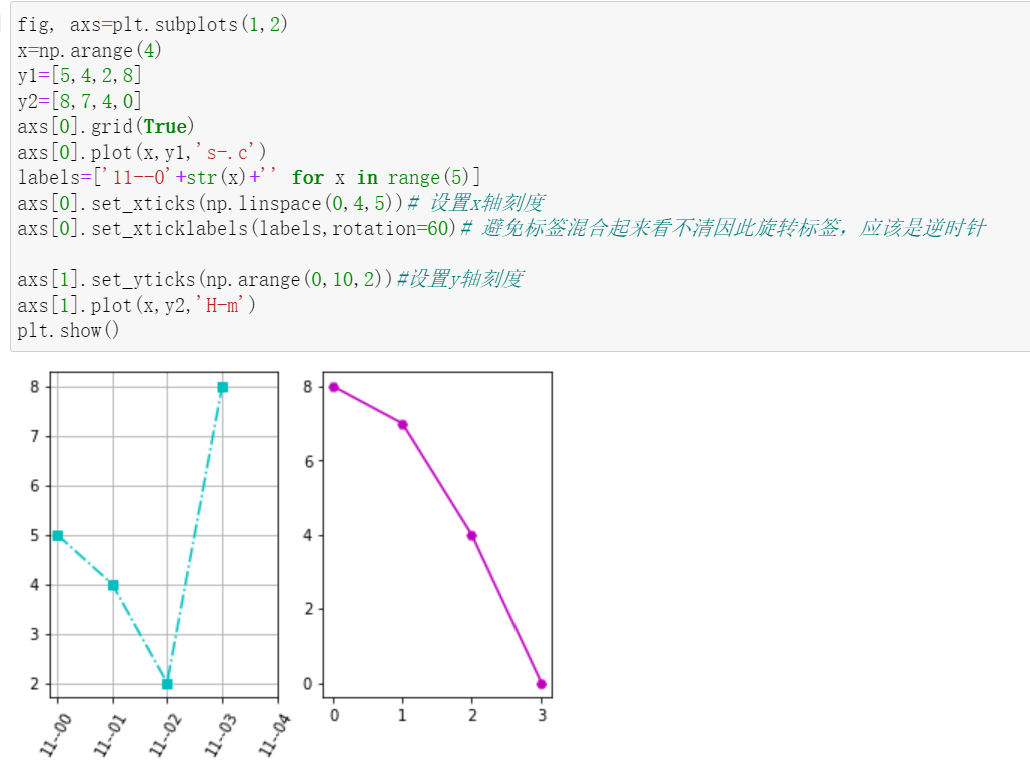 fig, axs=plt.subplots(1,2)
x=np.arange(4)
y1=[5,4,2,8]
y2=[8,7,4,0]
axs[0].grid(True)
axs[0].plot(x,y1,'s-.c')
labels=['11--0'+str(x)+'' for x in range(5)]
axs[0].set_xticks(np.linspace(0,4,5))# 设置x轴刻度
axs[0].set_xticklabels(labels,rotation=60)# 避免标签混合起来看不清因此旋转标签，应该是逆时针
axs[1].set_yticks(np.arange(0,10,2))#设置y轴刻度
axs[1].plot(x,y2,'H-m')
plt.show()
8
7
6
5
4
3
2
11--00 11--01 11--02 11--03 11--04
8
6
4
2
0
0 1 2 3